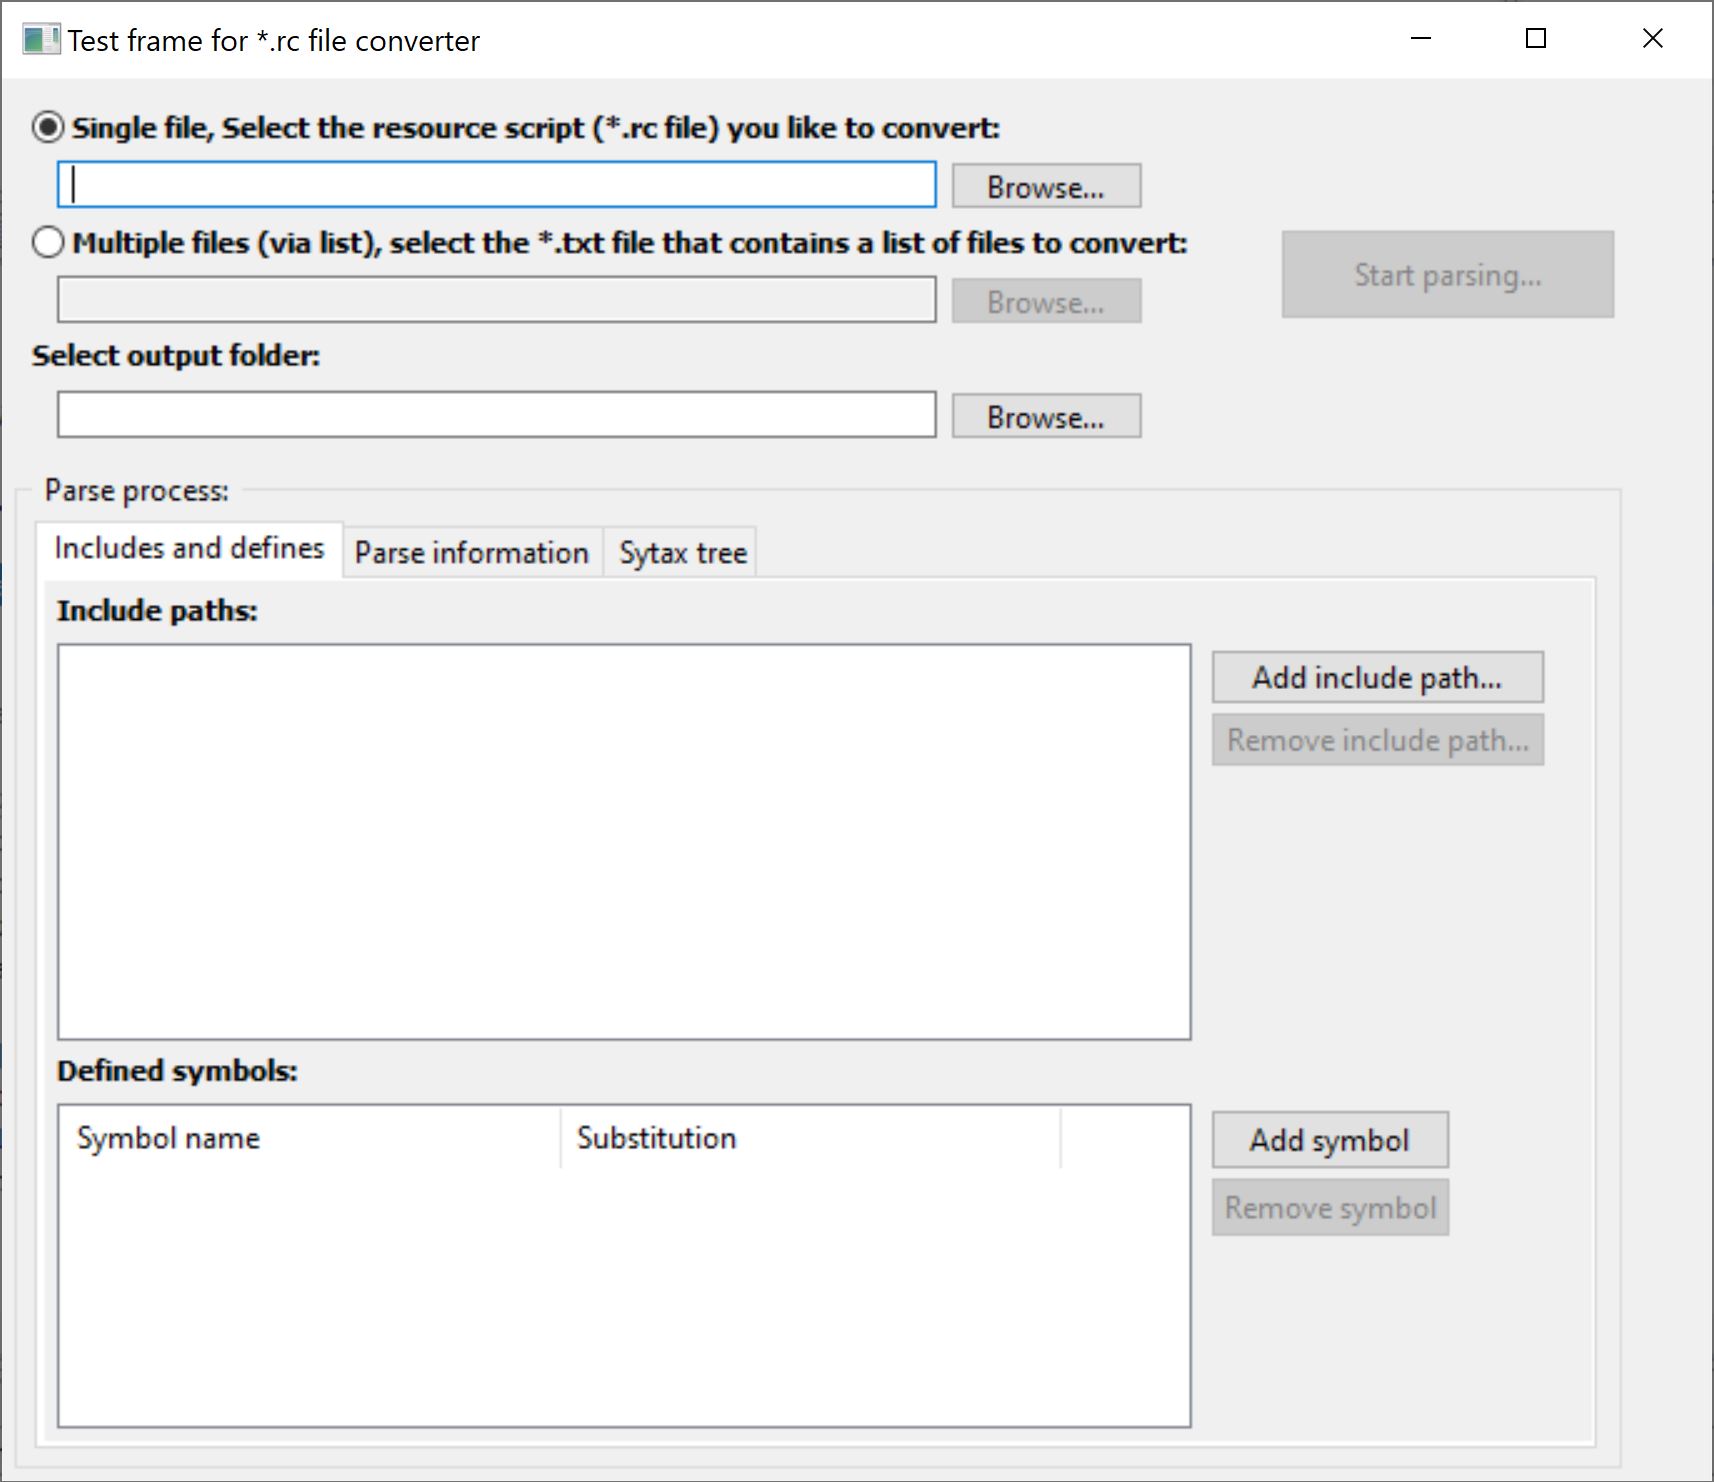 Test frame for *.rc file converter
Single file, Select the resource script (*.rc file) you like to convert:
Browse...
Multiple files (via list), select the *.txt file that contains a list of files to convert:
Browse...
Start parsing...
Select output folder:
Browse...
Parse process:
Includes and defines
Parse information
Sytax tree
Include paths:
Add include path...
Remove include path...
Defined symbols:
Symbol name
Substitution
Add symbol
Remove symbol